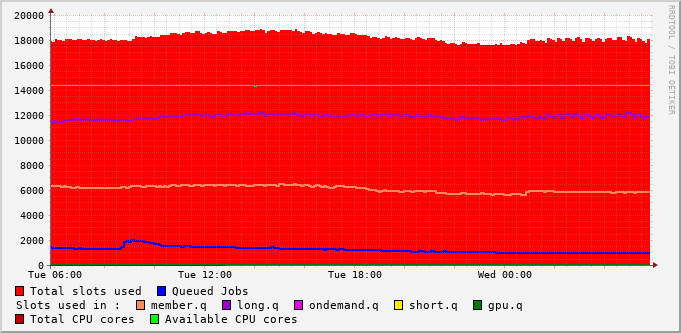 20000
18000
16000
14000
12000
10000
8000
6000
4000
2000
0
Tue 06:00 Tue 12:00 Tue 18:00 Wed 00:00
Total slots used Queued Jobs
Slots used in : member.q long.q ondemand.q short.q gpu.q
Total CPU cores Available CPU cores
RRDTOOL / TOBI OETIKER